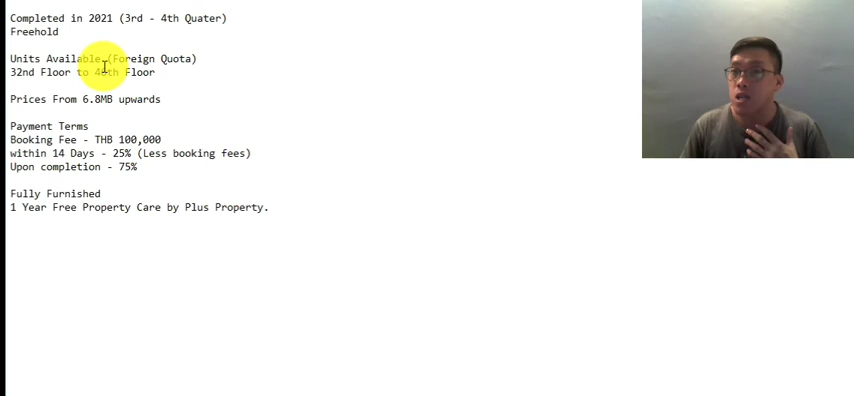 Completed in 2021 (3rd - 4th Quater)
Freehold
Units Available (Foreign Quota)
32nd Floor to Floor
Prices From 6.8MB upwards
Payment Terms
Booking Fee - THB 100,000
within 14 Days - 25% (Less booking fees)
Upon completion - 75%
Fully Furnished
1 Year Free Property Care by Plus Property.